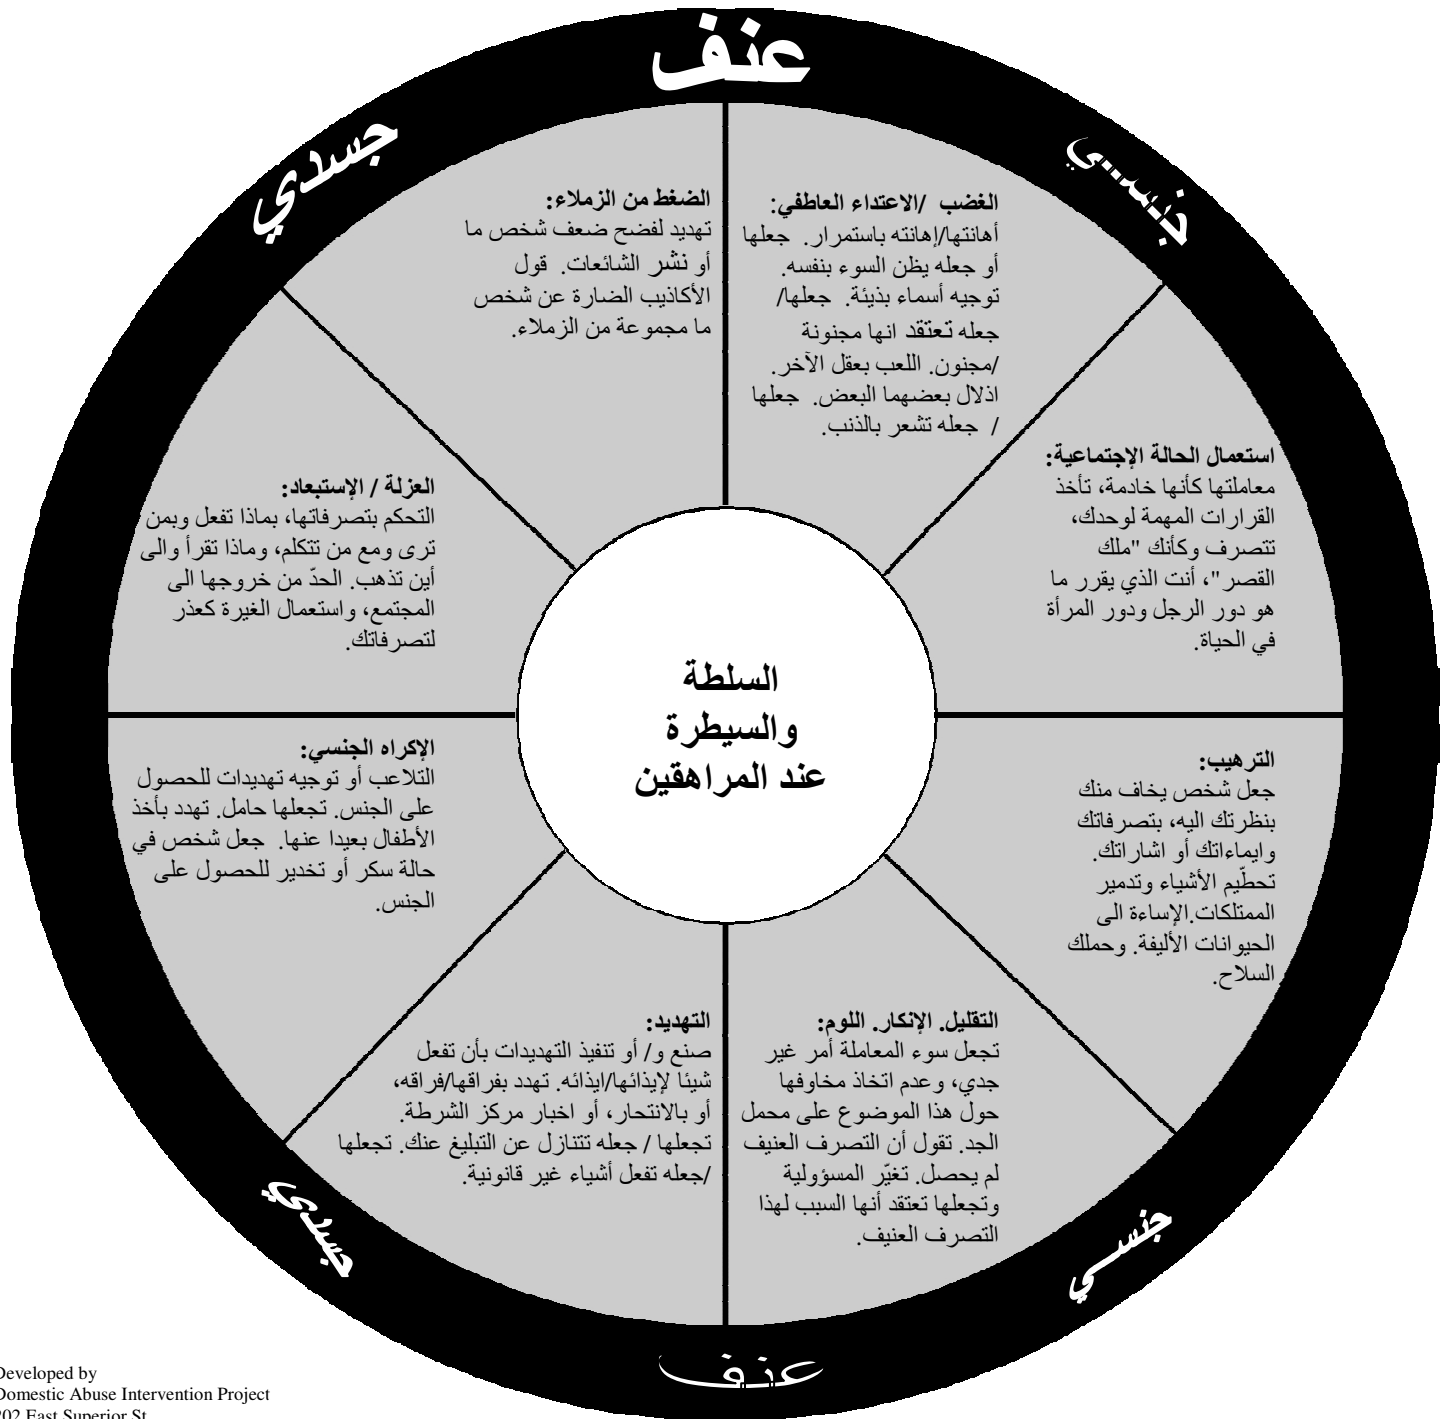 عنف
جسدي
جنسي
الضغط من الزملاء:
تهديد لفضح ضعف شخص ما
أو نشر الشائعات. قول
الأكاذيب الضارة عن شخص
ما مجموعة من الزملاء.
الغضب /الاعتداء العاطفي:
أهانتها/إهانته باستمرار. جعلها
أو جعله يظن السوء بنفسه.
توجيه أسماء بذيئة. جعلها/
جعله تعتقد انها مجنونة
/مجنون. اللعب بعقل الآخر.
اذلال بعضهما البعض. جعلها
/ جعله تشعر بالذنب.
استعمال الحالة الإجتماعية:
معاملتها كأنها خادمة، تأخذ
القرارات المهمة لوحدك،
تتصرف وكأنك "ملك
القصر"، أنت الذي يقرر ما
هو دور الرجل ودور المرأة
في الحياة.
العزلة / الإستبعاد:
التحكم بتصرفاتها، بماذا تفعل وبمن
ترى ومع من تتكلم، وماذا تقرأ والى
أين تذهب. الحدّ من خروجها الى
المجتمع، واستعمال الغيرة كعذر
لتصرفاتك.
السلطة
والسيطرة
عند المراهقين
الإكراه الجنسي:
التلاعب أو توجيه تهديدات للحصول
على الجنس. تجعلها حامل. تهدد بأخذ
الأطفال بعيدا عنها. جعل شخص في
حالة سكر أو تخدير للحصول على
الجنس.
الترهيب:
جعل شخص يخاف منك
بنظرتك اليه، بتصرفاتك
وايماءاتك أو اشاراتك.
تحطّيم الأشياء وتدمير
الممتلكات.الإساءة الى
الحيوانات الأليفة. وحملك
السلاح.
التهديد:
صنع و/ أو تنفيذ التهديدات بأن تفعل
شيئا لإيذائها/ايذائه. تهدد بفراقها/فراقه،
أو بالانتحار، أو اخبار مركز الشرطة.
تجعلها / جعله تتنازل عن التبليغ عنك. تجعلها
/جعله تفعل أشياء غير قانونية.
التقليل. الإنكار. اللوم:
تجعل سوء المعاملة أمر غير
جدي، وعدم اتخاذ مخاوفها
حول هذا الموضوع على محمل
الجد. تقول أن التصرف العنيف
لم يحصل. تغيّر المسؤولية
وتجعلها تعتقد أنها السبب لهذا
التصرف العنيف.
جسدي
جنسي
عنف
Developed by
Domestic Abuse Intervention Project
202 East Superior St